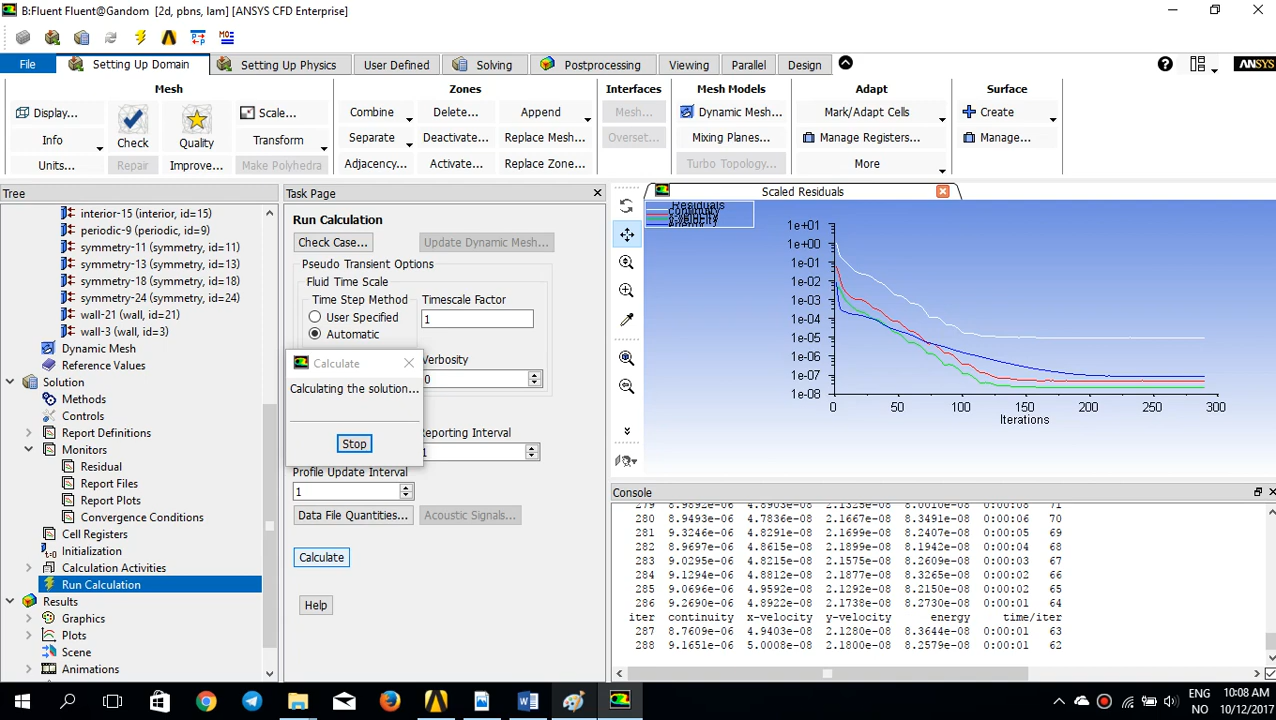 B:Fluent Fluent@Gandom [2d, pbns, lam] [ANSYS CFD Enterprise]
File
Setting Up Domain
Setting Up Physics
User Defined
Solving
Postprocessing
Viewing
Parallel
Design
ANSYS
Mesh
Display...
Info
Units...
Check
Repair
Quality
Improve...
Scale...
Transform
Make Polyhedra
Zones
Combine
Delete...
Append
Separate
Deactivate...
Replace Mesh...
Adjacency...
Activate...
Replace Zone...
Interfaces
Mesh...
Overset...
Mesh Models
Dynamic Mesh...
Mixing Planes...
Turbo Topology...
Adapt
Mark/Adapt Cells
Manage Registers...
More
Surface
Create
Manage...
Tree
interior-15 (interior, id=15)
periodic-9 (periodic, id=9)
symmetry-11 (symmetry, id=11)
symmetry-13 (symmetry, id=13)
symmetry-18 (symmetry, id=18)
symmetry-24 (symmetry, id=24)
wall-21 (wall, id=21)
wall-3 (wall, id=3)
Dynamic Mesh
Reference Values
Solution
Methods
Controls
Report Definitions
Monitors
Residual
Report Files
Report Plots
Convergence Conditions
Cell Registers
Initialization
Calculation Activities
Run Calculation
Results
Graphics
Plots
Scene
Animations
Task Page
Run Calculation
Check Case...
Update Dynamic Mesh...
Pseudo Transient Options
Fluid Time Scale
Time Step Method
Timescale Factor
User Specified
1
Automatic
Verbosity
0
Calculate
Calculating the solution...
Stop
Reporting Interval
1
Profile Update Interval
1
Data File Quantities...
Acoustic Signals...
Calculate
Help
Scaled Residuals
Residuals
continuity
x-velocity
y-velocity
energy
1e+01
1e+00
1e-01
1e-02
1e-03
1e-04
1e-05
1e-06
1e-07
1e-08
0 50 100 150 200 250 300
Iterations
Console
280 8.9493e-06 4.7836e-08 2.1667e-08 8.3491e-08 0:00:06 70
281 9.3246e-06 4.8291e-08 2.1699e-08 8.2407e-08 0:00:05 69
282 8.9697e-06 4.8615e-08 2.1899e-08 8.1942e-08 0:00:04 68
283 9.0295e-06 4.8152e-08 2.1575e-08 8.2609e-08 0:00:03 67
284 9.1294e-06 4.8812e-08 2.1877e-08 8.3265e-08 0:00:02 66
285 9.0696e-06 4.9592e-08 2.1292e-08 8.2150e-08 0:00:02 65
286 9.2690e-06 4.8922e-08 2.1738e-08 8.2730e-08 0:00:01 64
iter continuity x-velocity y-velocity energy time/iter
287 8.7609e-06 4.9403e-08 2.1280e-08 8.3644e-08 0:00:01 63
288 9.1651e-06 5.0008e-08 2.1800e-08 8.2579e-08 0:00:01 62
ENG
NO
10:08 AM
10/12/2017